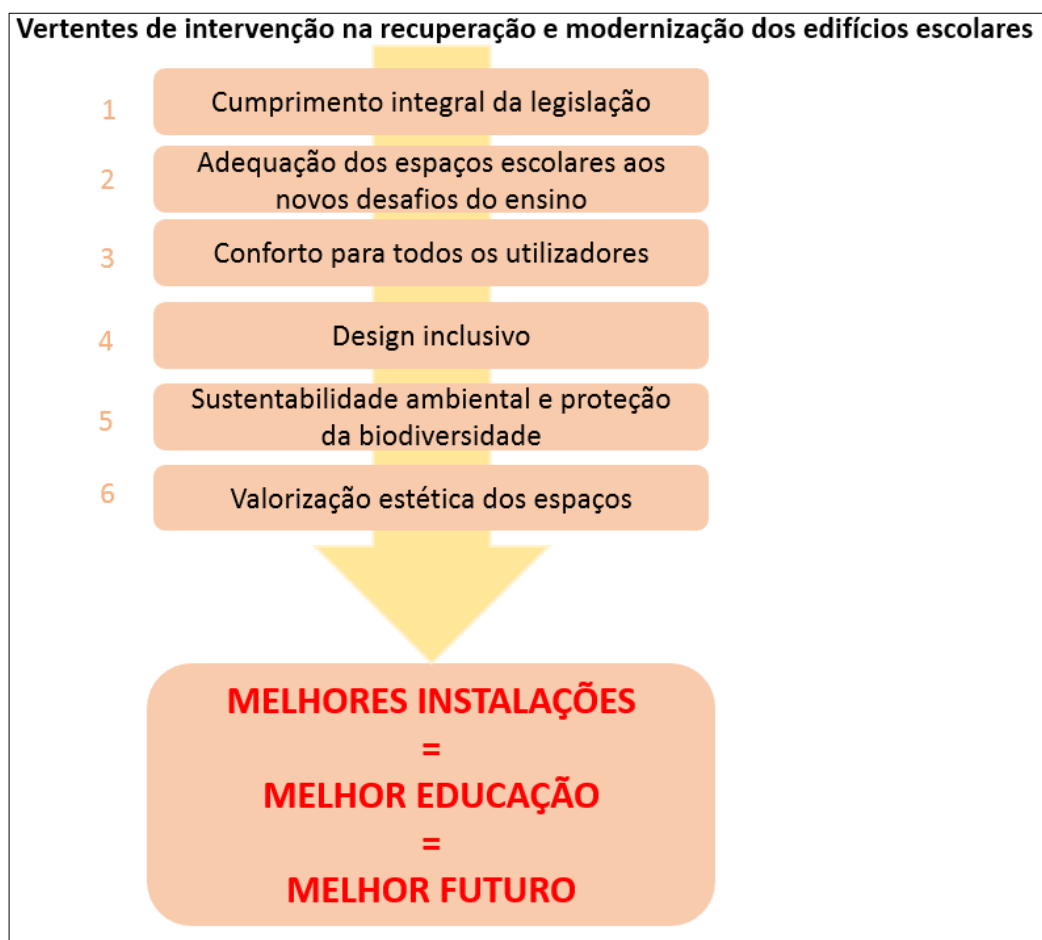 Vertentes de intervenção na recuperação e modernização dos edifícios escolares
1
Cumprimento integral da legislação
2
Adequação dos espaços escolares aos
novos desafios do ensino
3
Conforto para todos os utilizadores
4
Design inclusivo
5
Sustentabilidade ambiental e proteção
da biodiversidade
6
Valorização estética dos espaços
MELHORES INSTALAÇÕES
=
MELHOR EDUCAÇÃO
=
MELHOR FUTURO